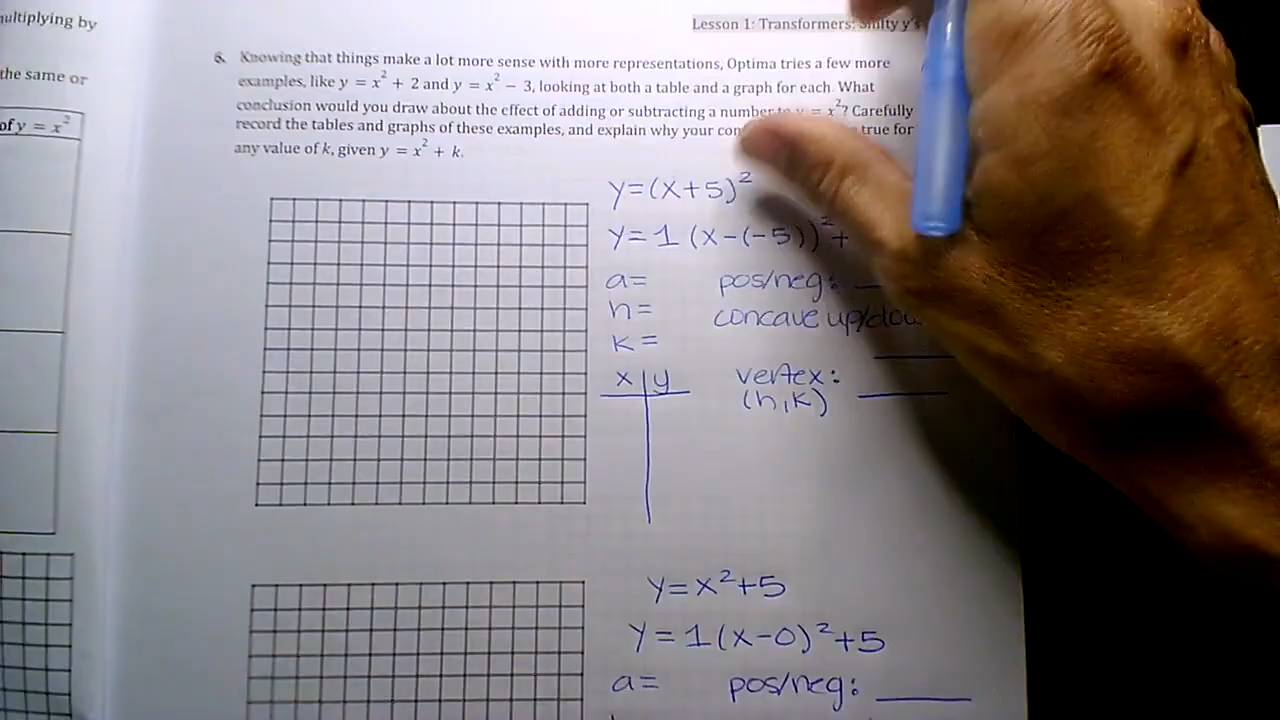 multiplying by
the same or
of y = x²
Lesson 1: Transformers: Shifty y's
6. Knowing that things make a lot more sense with more representations, Optima tries a few more
examples, like y = x² + 2 and y = x² − 3, looking at both a table and a graph for each. What
conclusion would you draw about the effect of adding or subtracting a number to y = x²? Carefully
record the tables and graphs of these examples, and explain why your con true for
any value of k, given y = x² + k.
y=(x+5)²
y=1(x-(-5))²+
a= pos/neg:
h= concave up/dow
k=
x y vertex:
(h,k)
y=x²+5
y=1(x-0)²+5
a= pos/neg: